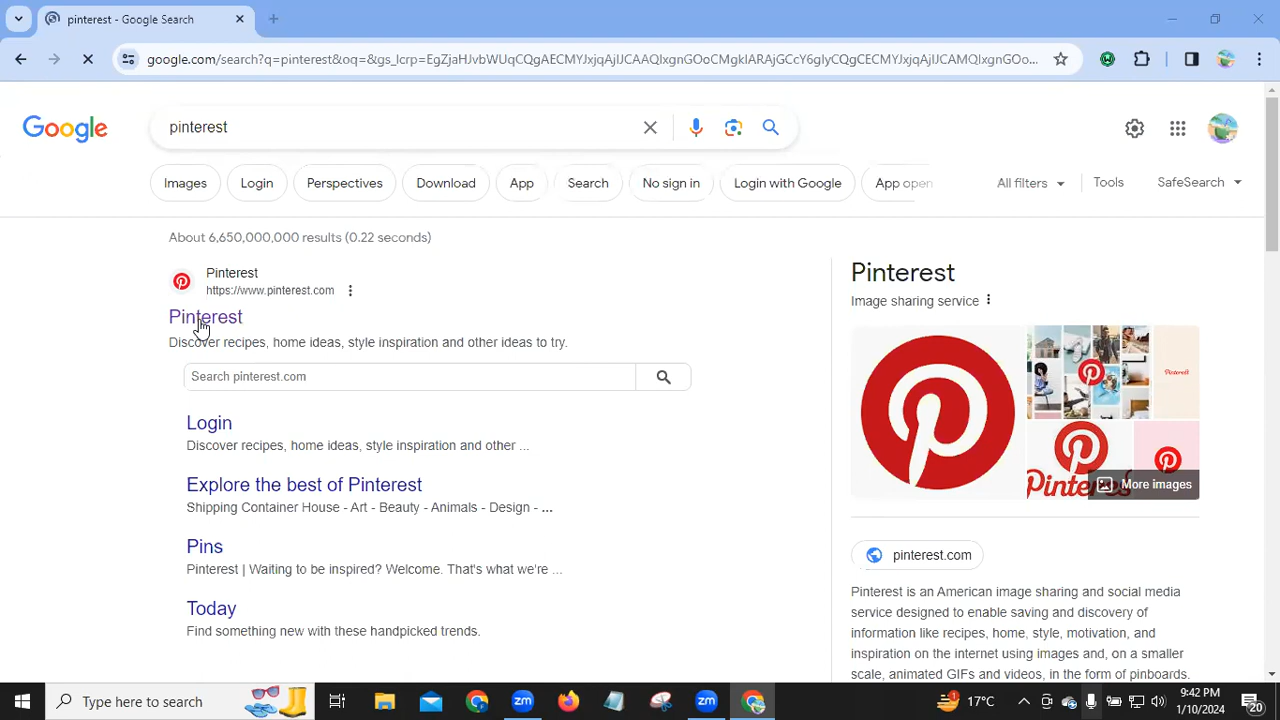 pinterest - Google Search
google.com/search?q=pinterest&oq=&gs_lcrp=EgZjaHJvbWUqCQgAECMYJxjqAjIJCAAQIxgnGOoCMgkIARAjGCcY6gIyCQgCECMYJxjqAjIJCAMQIxgnGOo...
Google
pinterest
Images
Login
Perspectives
Download
App
Search
No sign in
Login with Google
App open
All filters
Tools
SafeSearch
About 6,650,000,000 results (0.22 seconds)
Pinterest
https://www.pinterest.com
Pinterest
Discover recipes, home ideas, style inspiration and other ideas to try.
Search pinterest.com
Login
Discover recipes, home ideas, style inspiration and other ...
Explore the best of Pinterest
Shipping Container House - Art - Beauty - Animals - Design - ...
Pins
Pinterest | Waiting to be inspired? Welcome. That's what we're ...
Today
Find something new with these handpicked trends.
Pinterest
Image sharing service
Pinterest
Pinterest
More images
pinterest.com
Pinterest is an American image sharing and social media
service designed to enable saving and discovery of
information like recipes, home, style, motivation, and
inspiration on the internet using images and, on a smaller
scale, animated GIFs and videos, in the form of pinboards.
Type here to search
zm
zm
17°C
9:42 PM
1/10/2024
20